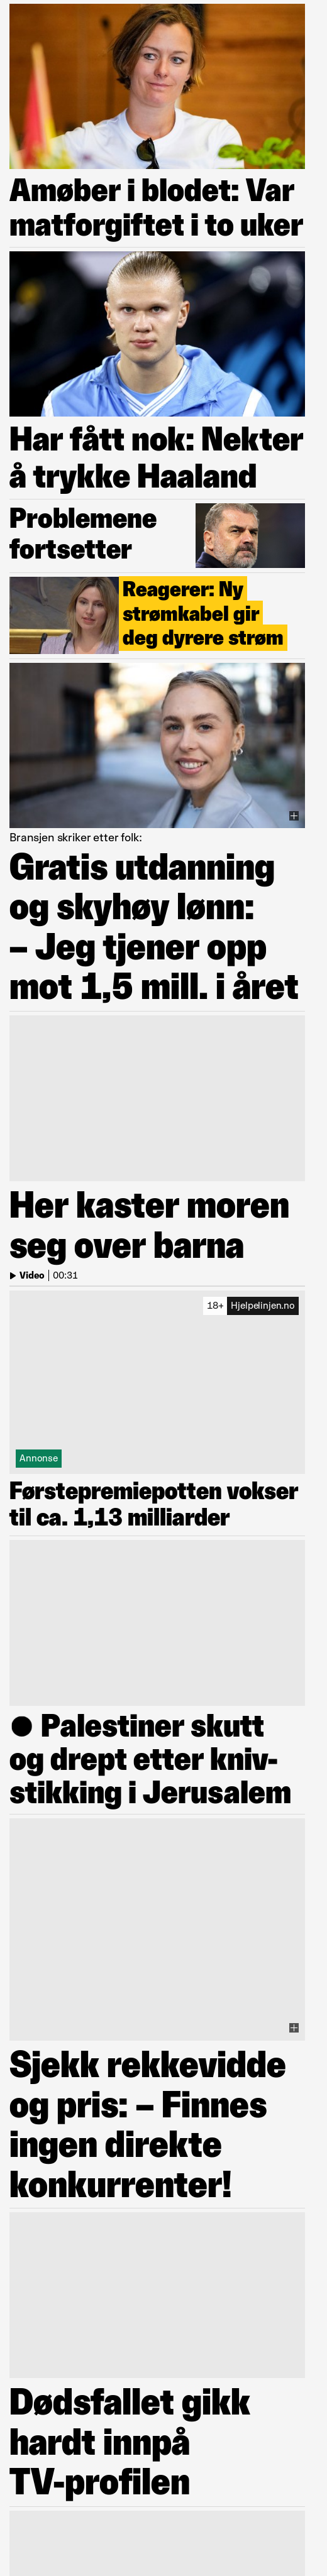 Amøber i blodet: Var
matforgiftet i to uker
Har fått nok: Nekter
å trykke Haaland
Problemene
fortsetter
Reagerer: Ny
strømkabel gir
deg dyrere strøm
Bransjen skriker etter folk:
Gratis utdanning
og skyhøy lønn:
– Jeg tjener opp
mot 1,5 mill. i året
Her kaster moren
seg over barna
Video | 00:31
18+ Hjelpelinjen.no
Annonse
Førstepremiepotten vokser
til ca. 1,13 milliarder
● Palestiner skutt
og drept etter kniv-
stikking i Jerusalem
Sjekk rekkevidde
og pris: – Finnes
ingen direkte
konkurrenter!
Dødsfallet gikk
hardt innpå
TV-profilen